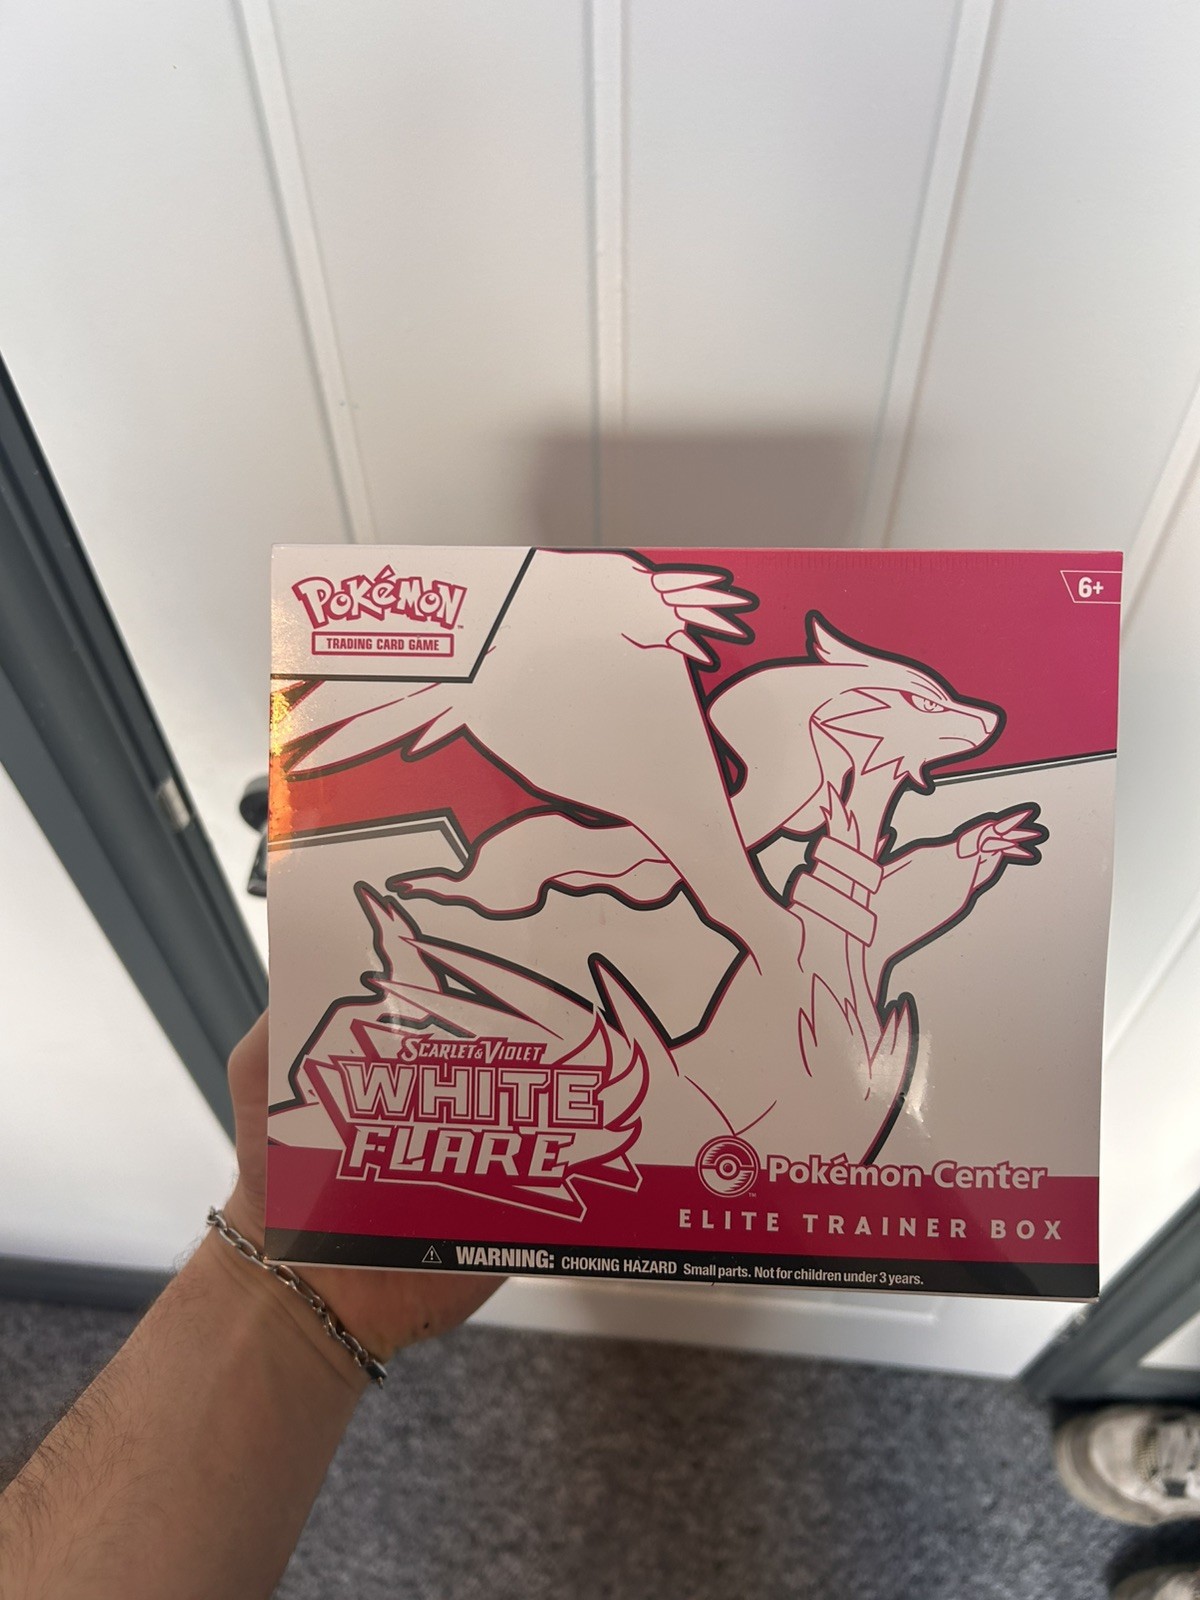 POKéMON
TRADING CARD GAME
6+
SCARLET & VIOLET
WHITE
FLARE
Pokémon Center
ELITE TRAINER BOX
WARNING: CHOKING HAZARD Small parts. Not for children under 3 years.